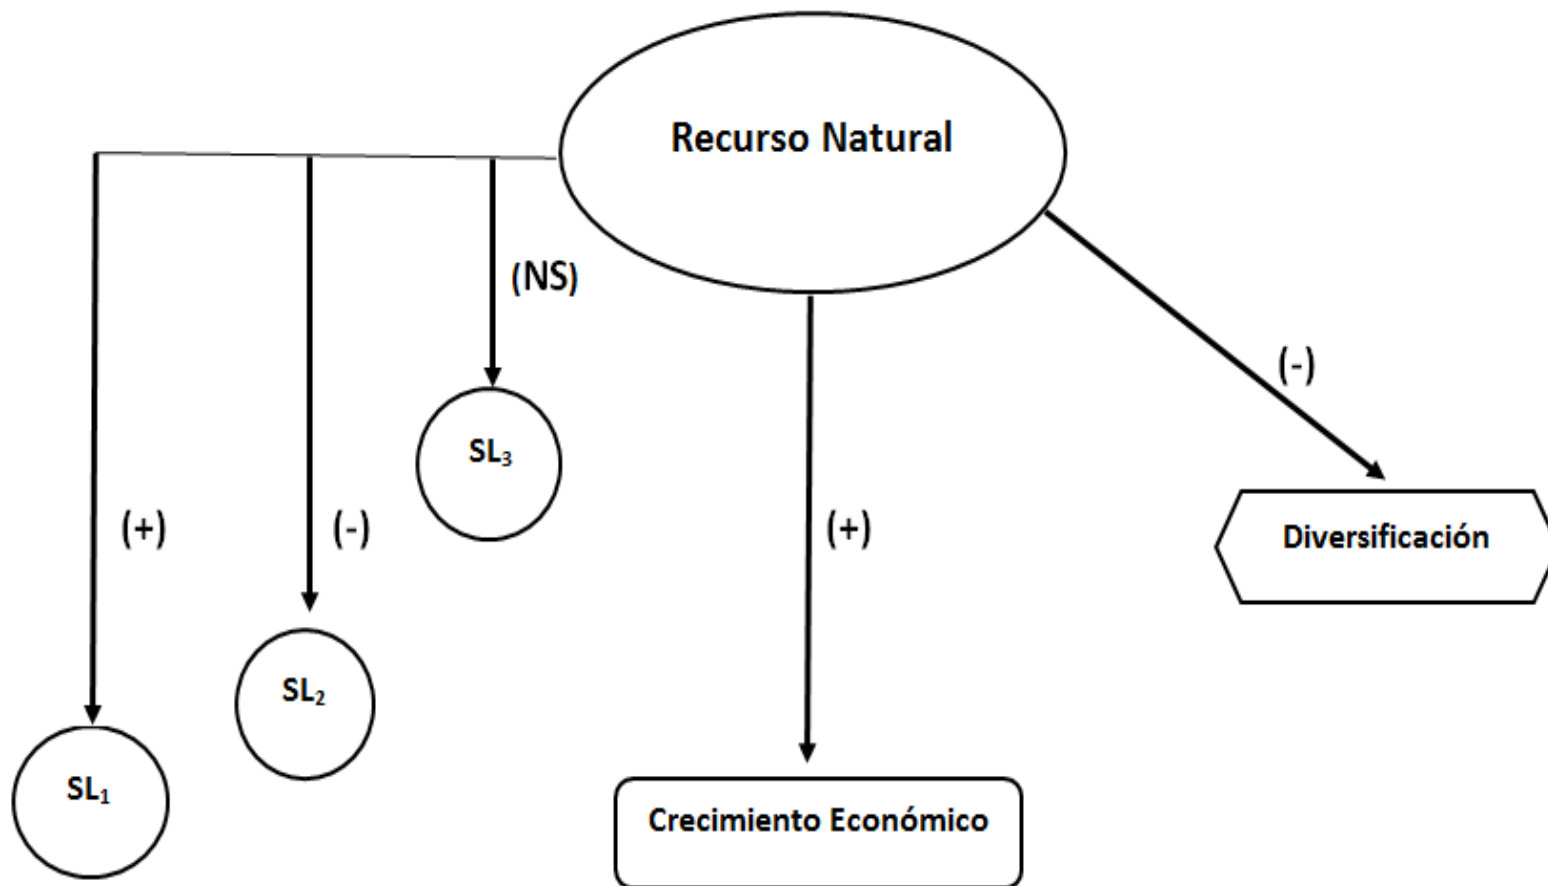 Recurso Natural
(NS)
(-)
SL₃
(+)
(-)
(+)
Diversificación
SL₂
SL₁
Crecimiento Económico